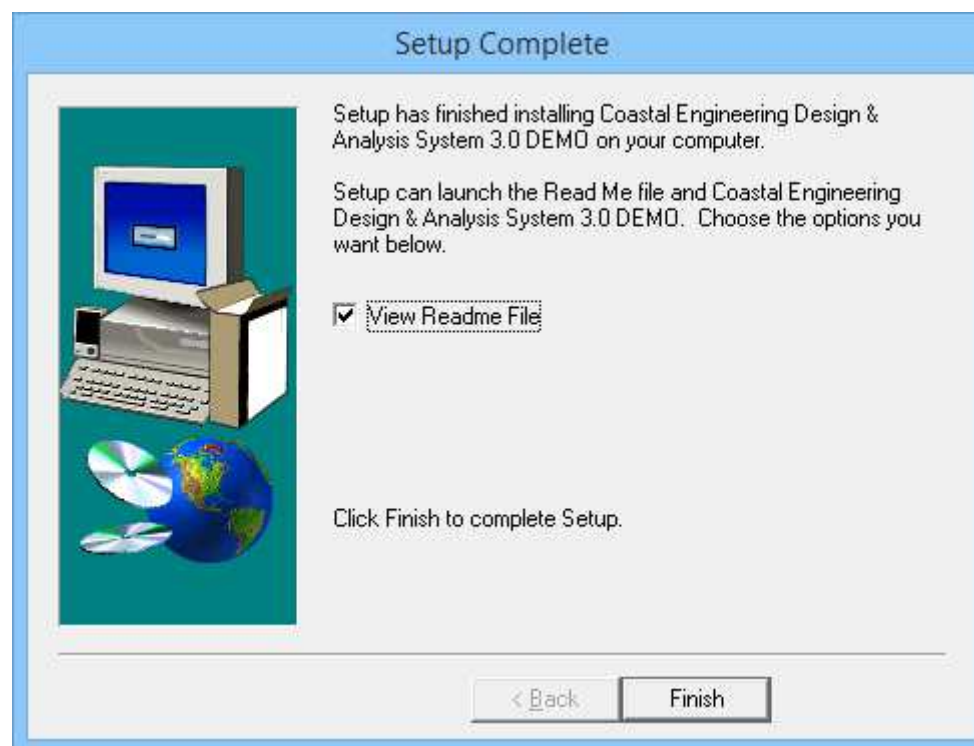 Setup Complete
Setup has finished installing Coastal Engineering Design &
Analysis System 3.0 DEMO on your computer.
Setup can launch the Read Me file and Coastal Engineering
Design & Analysis System 3.0 DEMO.  Choose the options you
want below.
View Readme File
Click Finish to complete Setup.
< Back
Finish